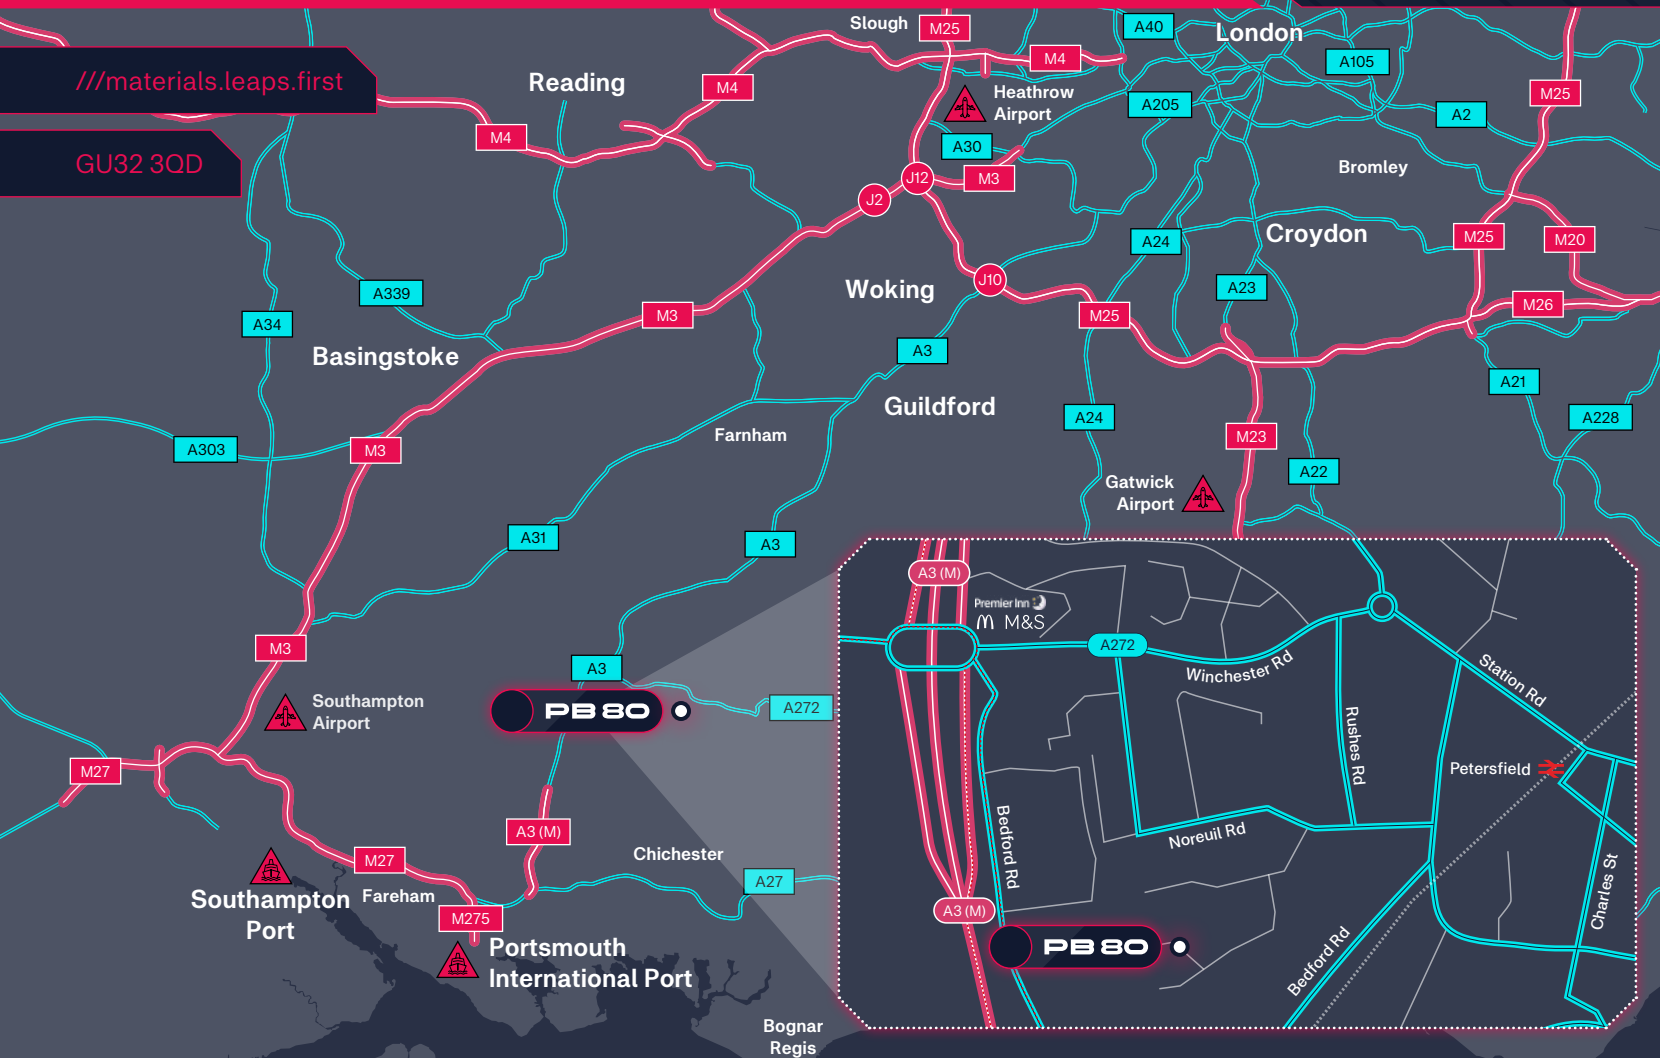 Slough
M25
A40
London
M4
A105
///materials.leaps.first
Reading
M4
Heathrow
Airport
A205
M25
A2
M4
A30
GU32 3QD
J12
M3
Bromley
J2
A24
Croydon
M25
M20
J10
Woking
A339
A23
M26
A34
M3
M25
Basingstoke
A3
A21
Guildford
A24
A228
Farnham
M23
A303
M3
A22
Gatwick
Airport
A31
A3
A3 (M)
Premier Inn
M&S
A272
Winchester Rd
Station Rd
M3
A3
Southampton
Airport
PB 80
A272
Rushes Rd
Petersfield
M27
A3 (M)
Bedford Rd
Noreuil Rd
Chichester
M27
A27
Charles St
Southampton
Port
Fareham
M275
A3 (M)
Portsmouth
International Port
PB 80
Bedford Rd
Bognar
Regis